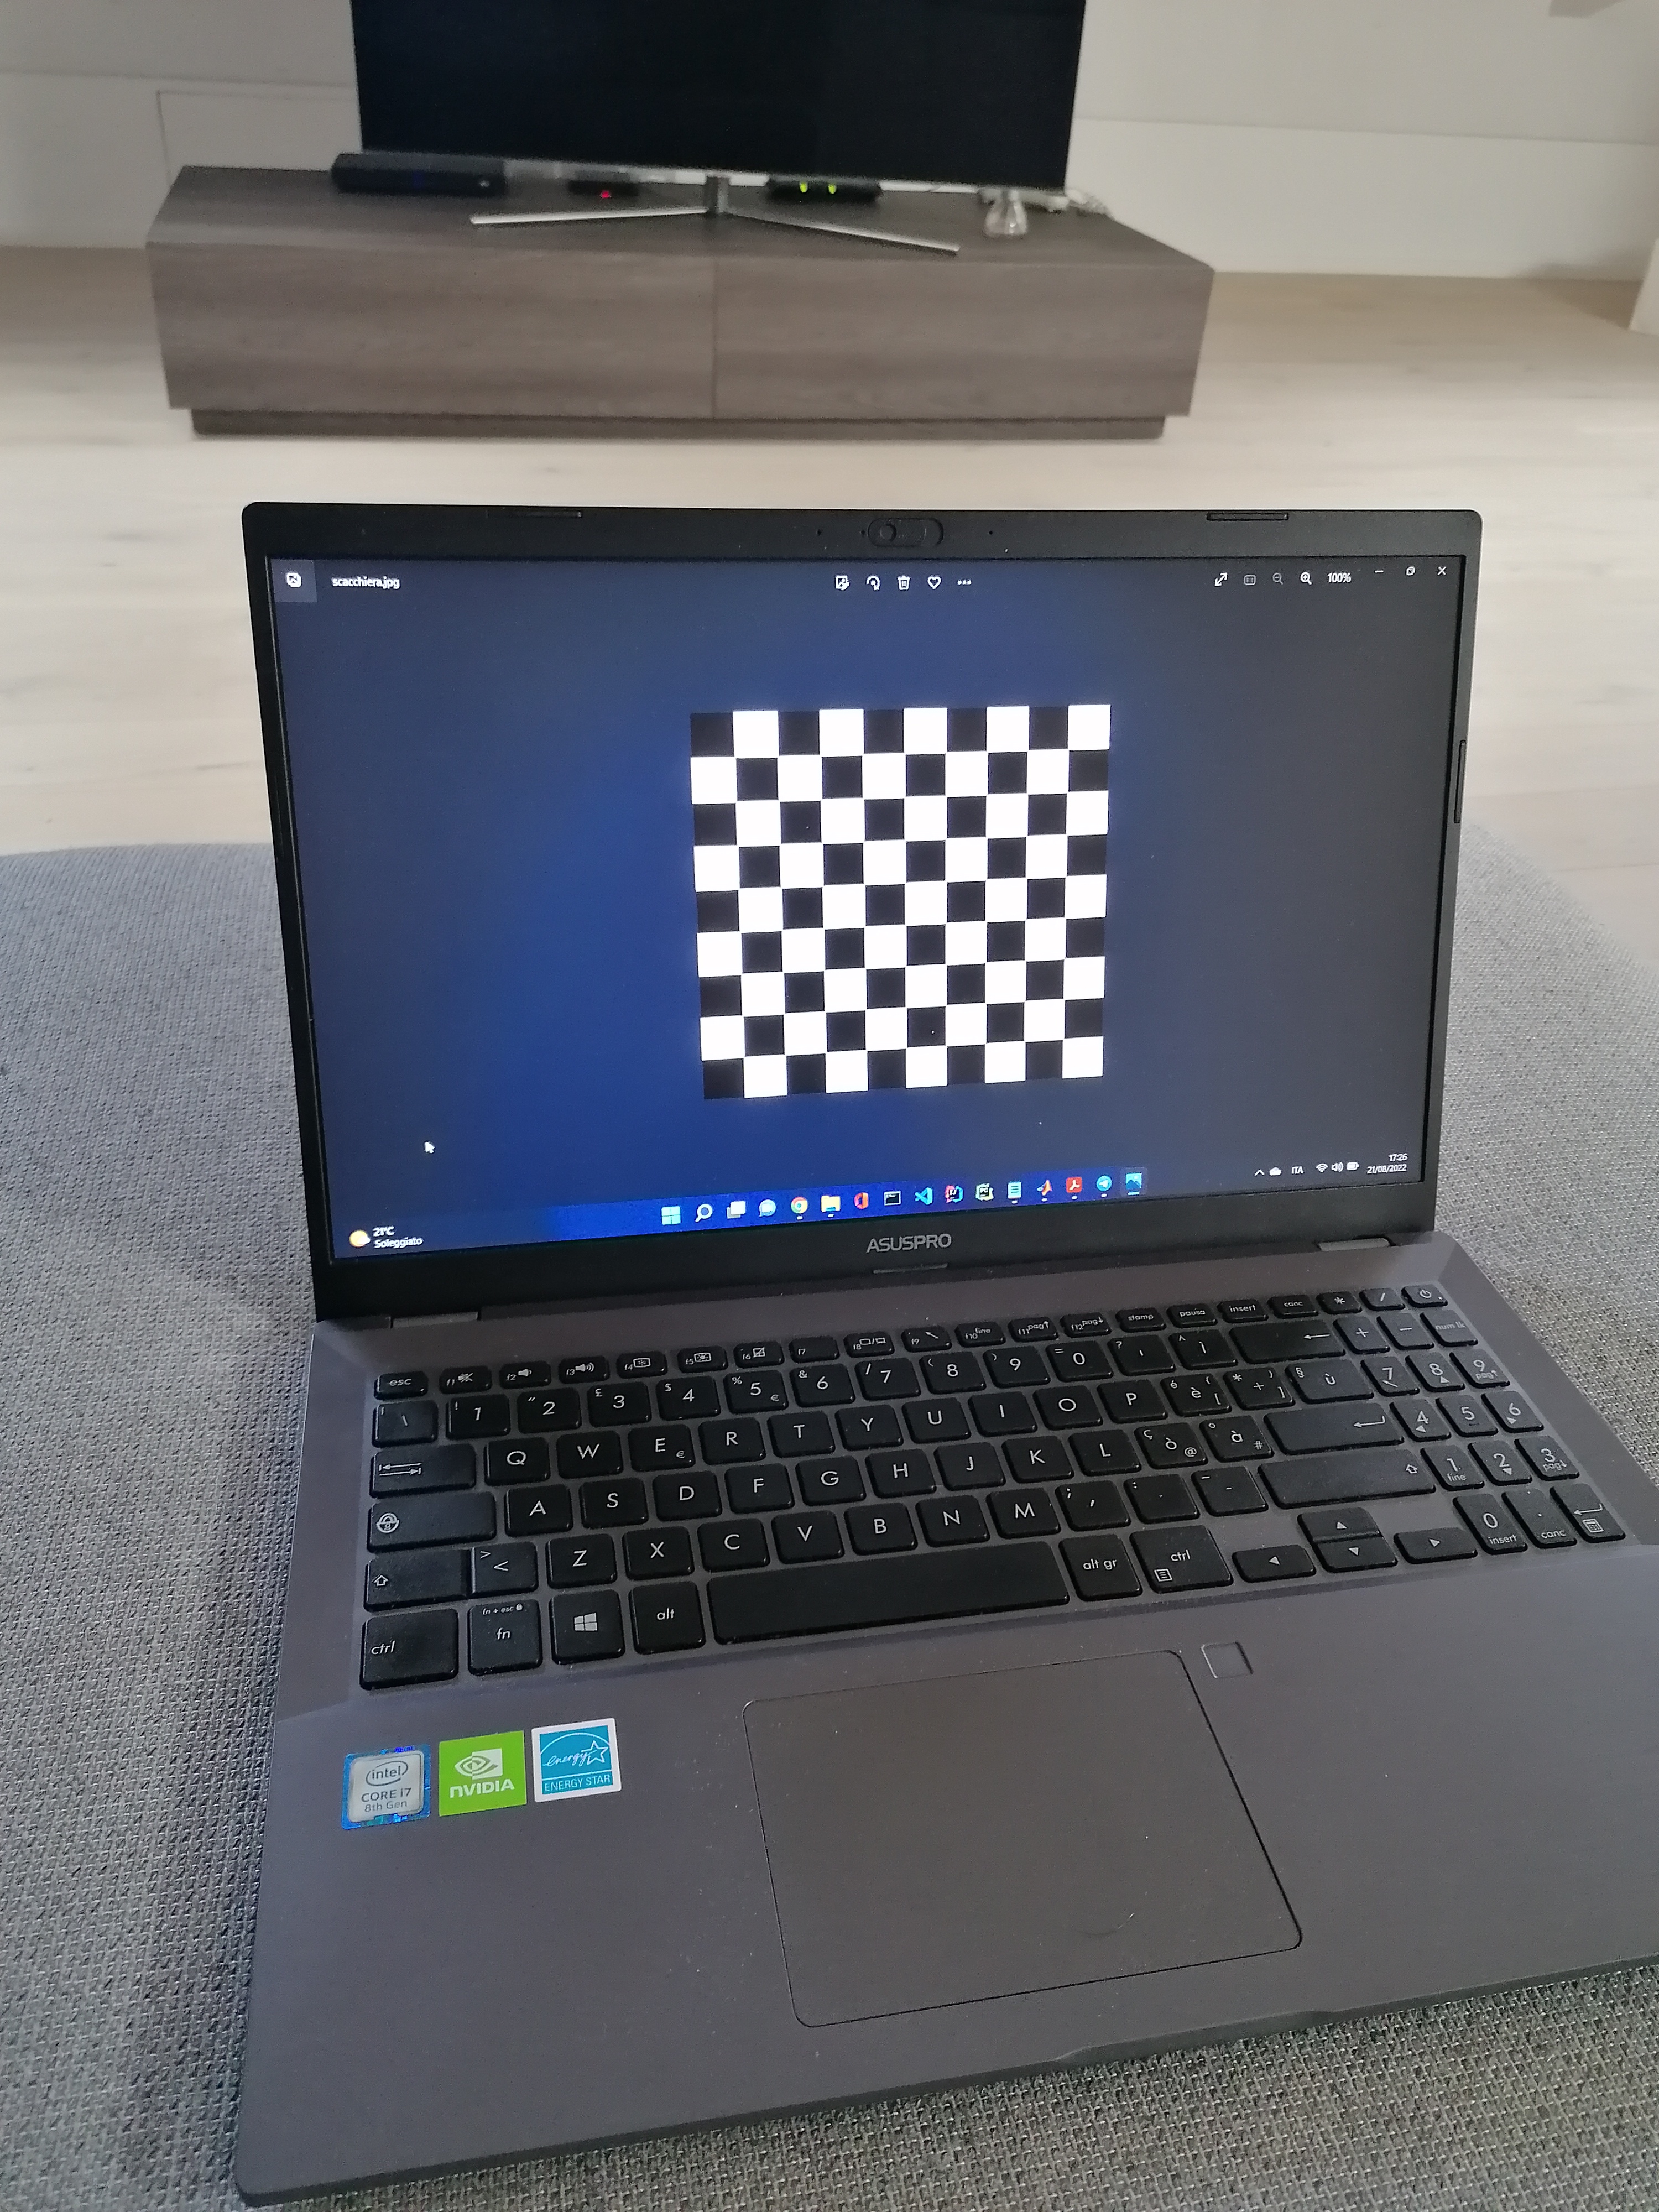 scacchiera.jpg
100%
17:26
ITA
21/08/2022
21°C
Soleggiato
ASUSPRO
esc f1 f2 f3 f4 f5 f6 f7 f8 f9 f10 fine f11 pag f12 pag stamp pausa insert canc * /
\ | ! 1 " 2 £ 3 $ 4 % 5 € & 6 / 7 ( 8 ) 9 = 0 ? ' ^ ì + - num lk
Q W E € R T Y U I O P é è [ * + ] § ù 7 8 9 pag
A S D F G H J K L ç ò @ ° à # 4 5 6
> < Z X C V B N M ; , : . _ - 1 fine 2 3 pag
ctrl fn + esc fn alt alt gr ctrl 0 insert . canc
intel
CORE i7
8th Gen
NVIDIA
energy
ENERGY STAR